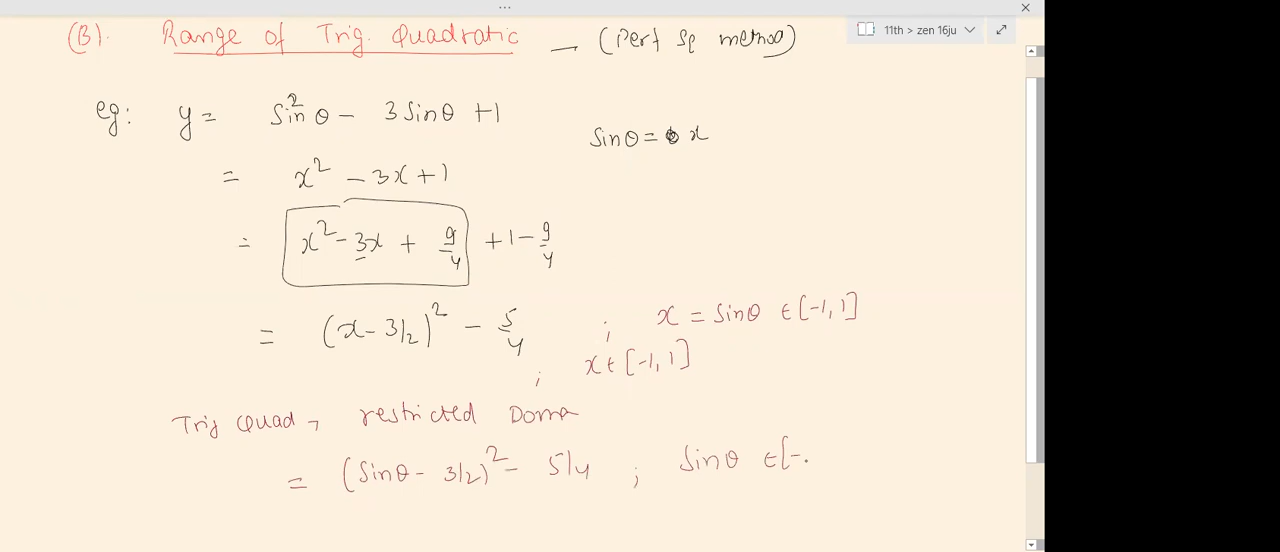 11th > zen 16ju
(B). Range of Trig. Quadratic — (Perf Sq method)
eg: y = sin²θ - 3 sinθ + 1
sinθ = x
= x² - 3x + 1
= x² - 3x + 9/4 + 1 - 9/4
= (x - 3/2)² - 5/4 ; x = sinθ ∈ [-1, 1]
; x ∈ [-1, 1]
Trig Quad → restricted Doma
= (sinθ - 3/2)² - 5/4 ; sinθ ∈ [-.